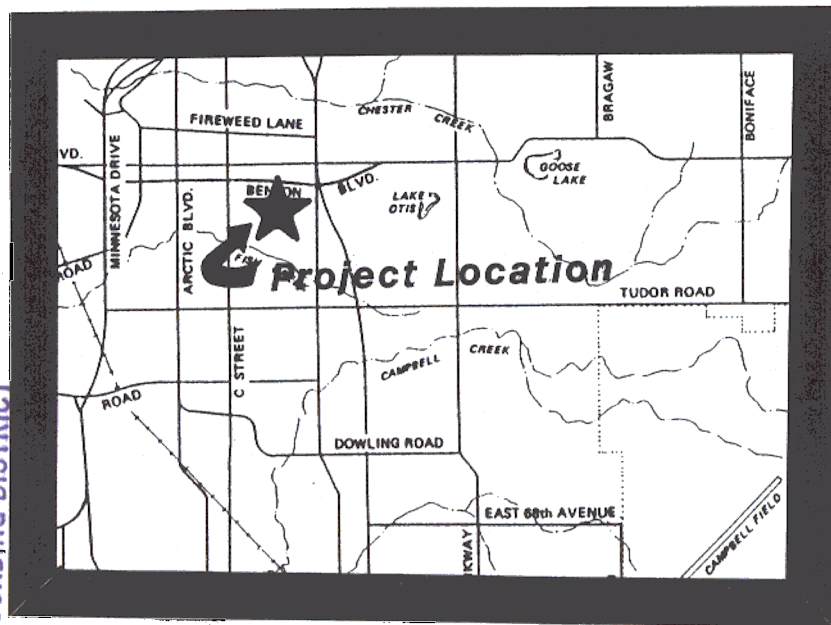 FIREWEED LANE
CHESTER
CREEK
BRAGAW
BONIFACE
VD.
MINNESOTA DRIVE
ARCTIC BLVD.
BLVD.
LAKE
OTIS
GOOSE
LAKE
ROAD
Project Location
TUDOR ROAD
C STREET
CAMPBELL
CREEK
ROAD
DOWLING ROAD
EAST 68th AVENUE
KWAY
CAMPBELL FIELD
DISTRICT